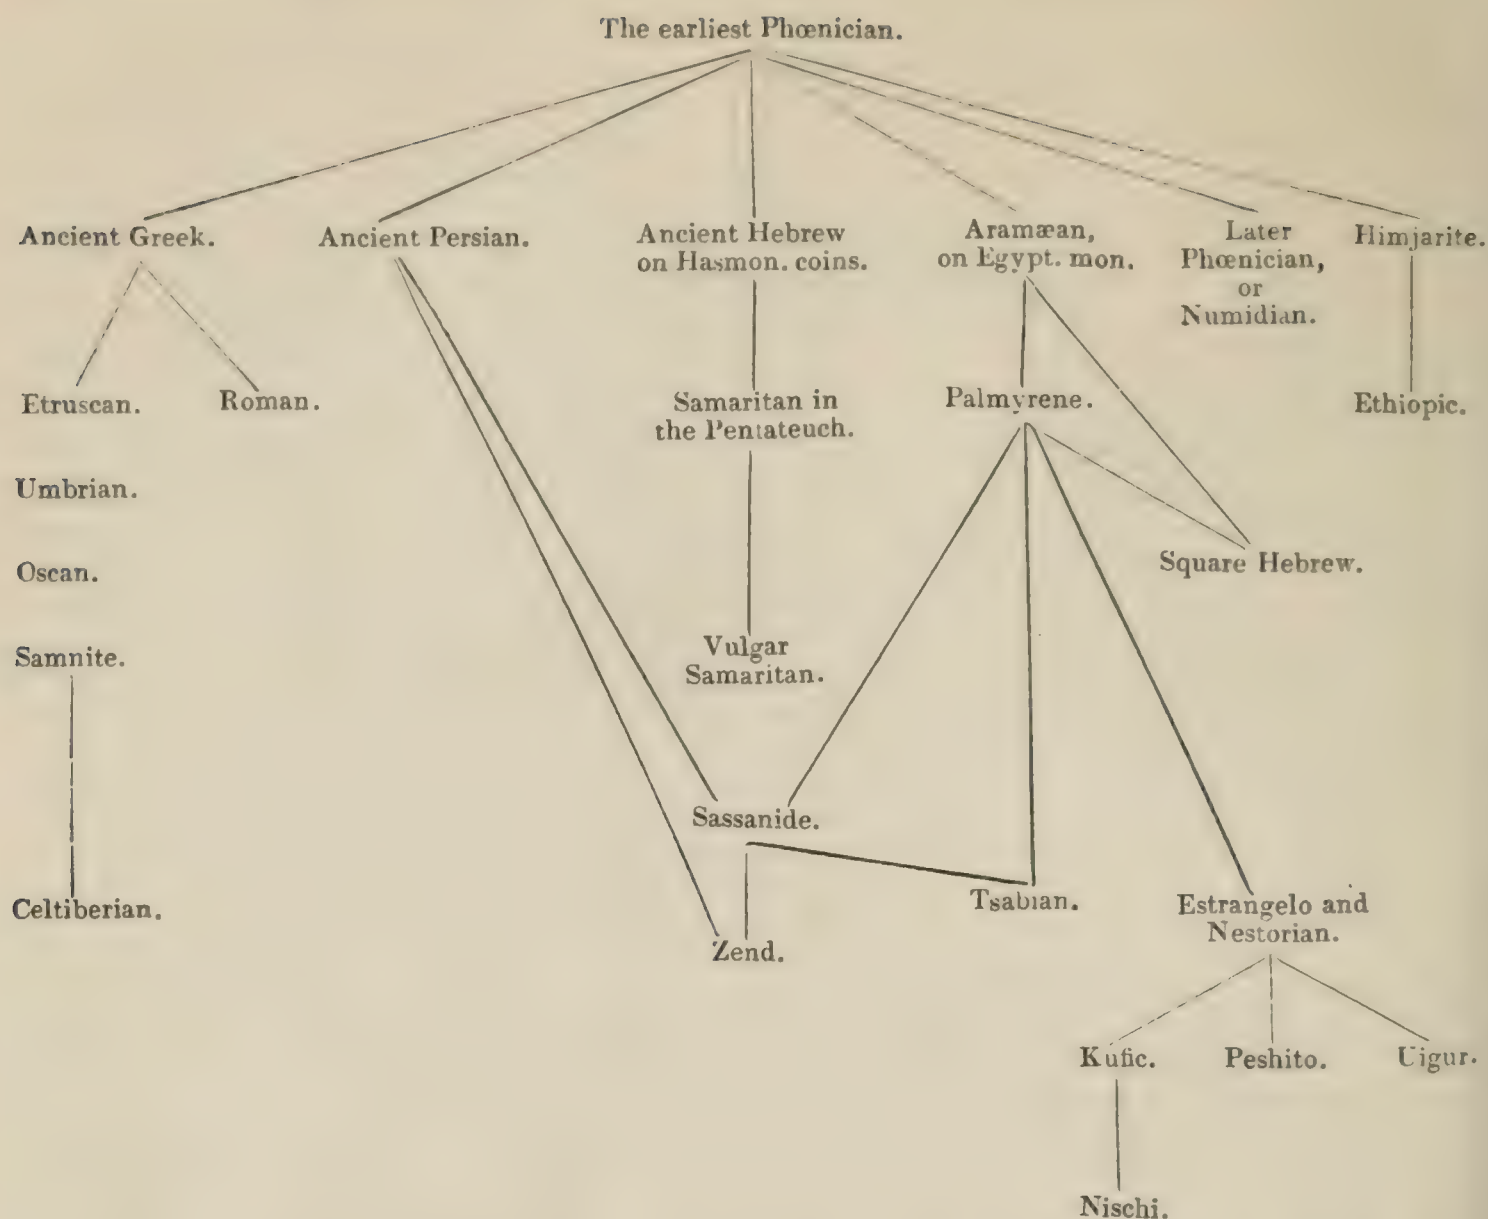 The earliest Phœnician.
Ancient Greek.
Ancient Persian.
Ancient Hebrew
on Hasmon. coins.
Aramæan,
on Egypt. mon.
Later
Phœnician,
or
Numidian.
Himjarite.
Etruscan.
Roman.
Samaritan in
the Pentateuch.
Palmyrene.
Ethiopic.
Umbrian.
Square Hebrew.
Oscan.
Samnite.
Vulgar
Samaritan.
Sassanide.
Celtiberian.
Tsabian.
Estrangelo and
Nestorian.
Zend.
Kufic.
Peshito.
Uigur.
Nischi.